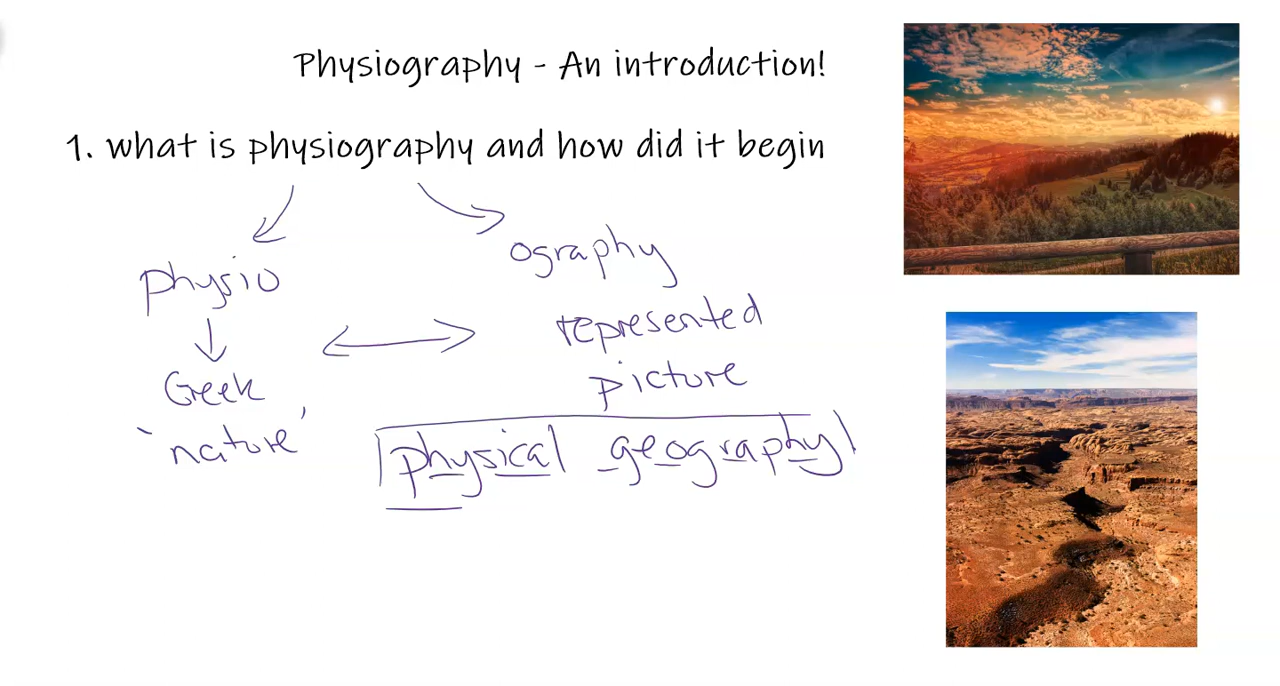 Physiography - An introduction!
1. what is physiography and how did it begin
physio
ography
Greek
'nature'
represented
picture
physical geography